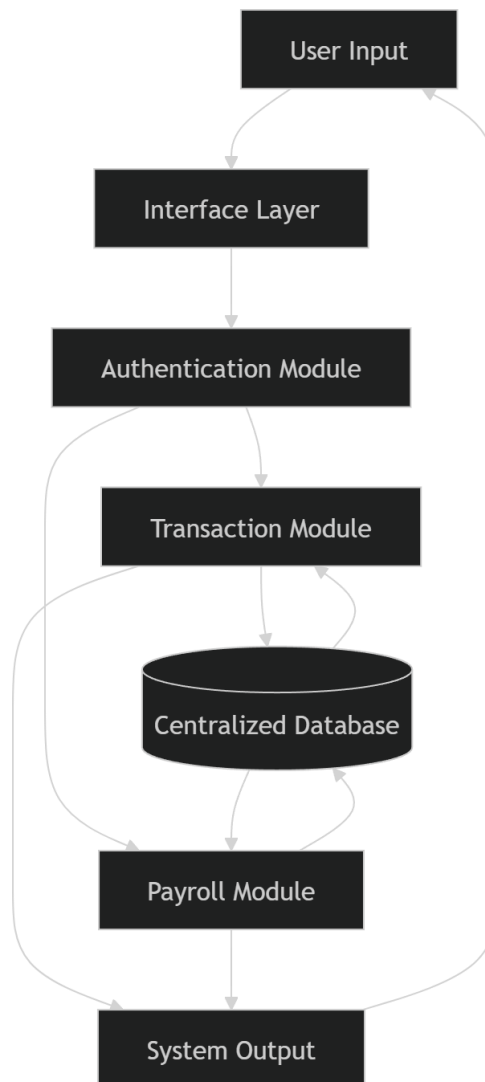 User Input
Interface Layer
Authentication Module
Transaction Module
Centralized Database
Payroll Module
System Output